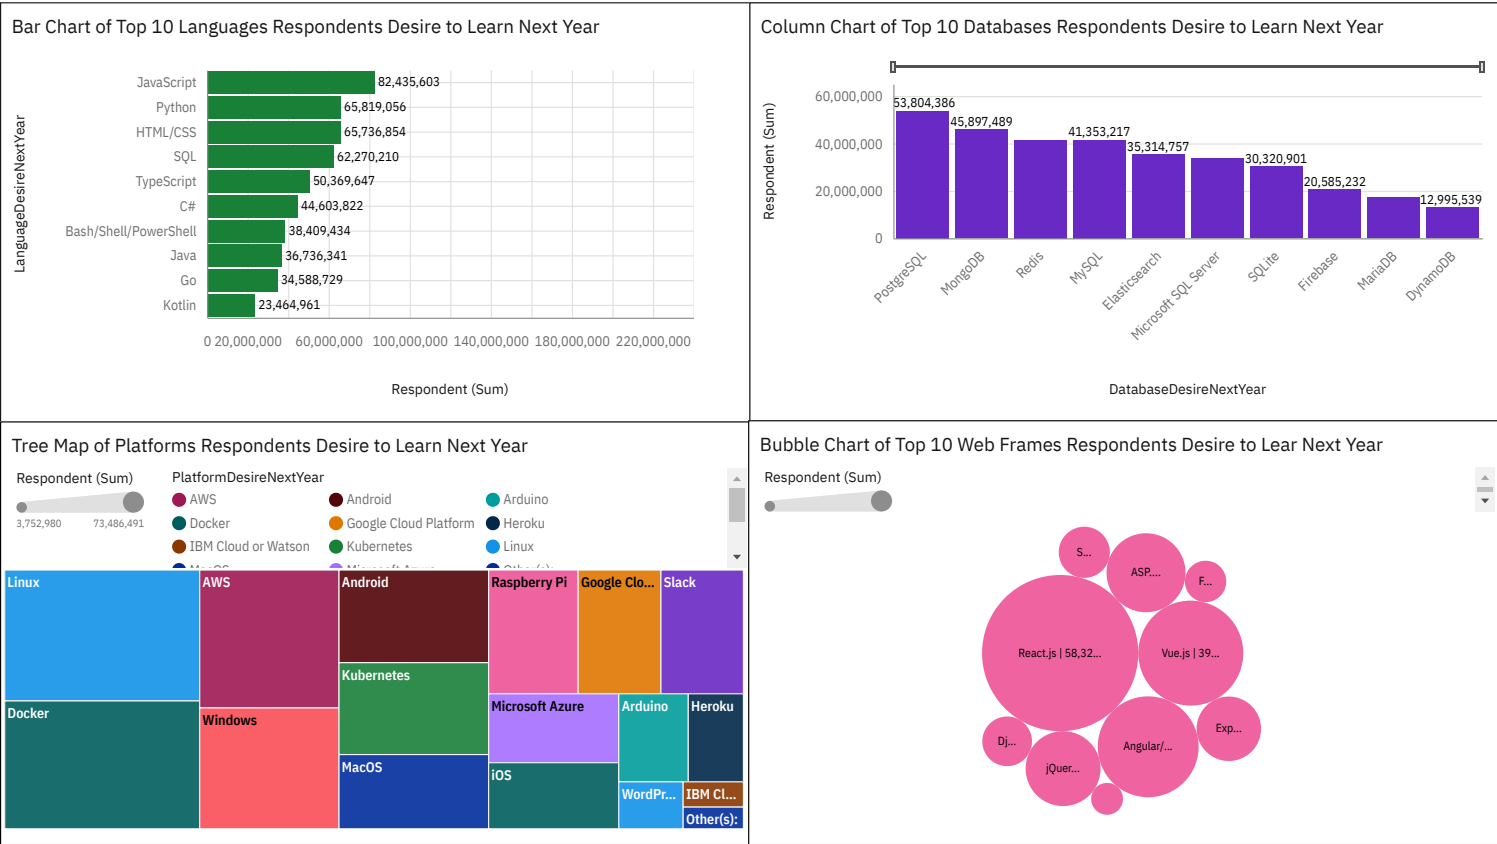 Bar Chart of Top 10 Languages Respondents Desire to Learn Next Year
LanguageDesireNextYear
JavaScript 82,435,603
Python 65,819,056
HTML/CSS 65,736,854
SQL 62,270,210
TypeScript 50,369,647
C# 44,603,822
Bash/Shell/PowerShell 38,409,434
Java 36,736,341
Go 34,588,729
Kotlin 23,464,961
0 20,000,000 60,000,000 100,000,000 140,000,000 180,000,000 220,000,000
Respondent (Sum)
Column Chart of Top 10 Databases Respondents Desire to Learn Next Year
Respondent (Sum)
60,000,000
40,000,000
20,000,000
0
53,804,386
45,897,489
41,353,217
35,314,757
30,320,901
20,585,232
12,995,539
PostgreSQL
MongoDB
Redis
MySQL
Elasticsearch
Microsoft SQL Server
SQLite
Firebase
MariaDB
DynamoDB
DatabaseDesireNextYear
Tree Map of Platforms Respondents Desire to Learn Next Year
Respondent (Sum)
3,752,980 73,486,491
PlatformDesireNextYear
AWS Android Arduino
Docker Google Cloud Platform Heroku
IBM Cloud or Watson Kubernetes Linux
MacOS Microsoft Azure Other(s):
Linux
AWS
Android
Raspberry Pi
Google Clo...
Slack
Kubernetes
Docker
Windows
Microsoft Azure
Arduino
Heroku
MacOS
iOS
WordPr...
IBM Cl...
Other(s):
Bubble Chart of Top 10 Web Frames Respondents Desire to Lear Next Year
Respondent (Sum)
S...
ASP....
F...
React.js | 58,32...
Vue.js | 39...
Exp...
Dj...
Angular/...
jQuer...